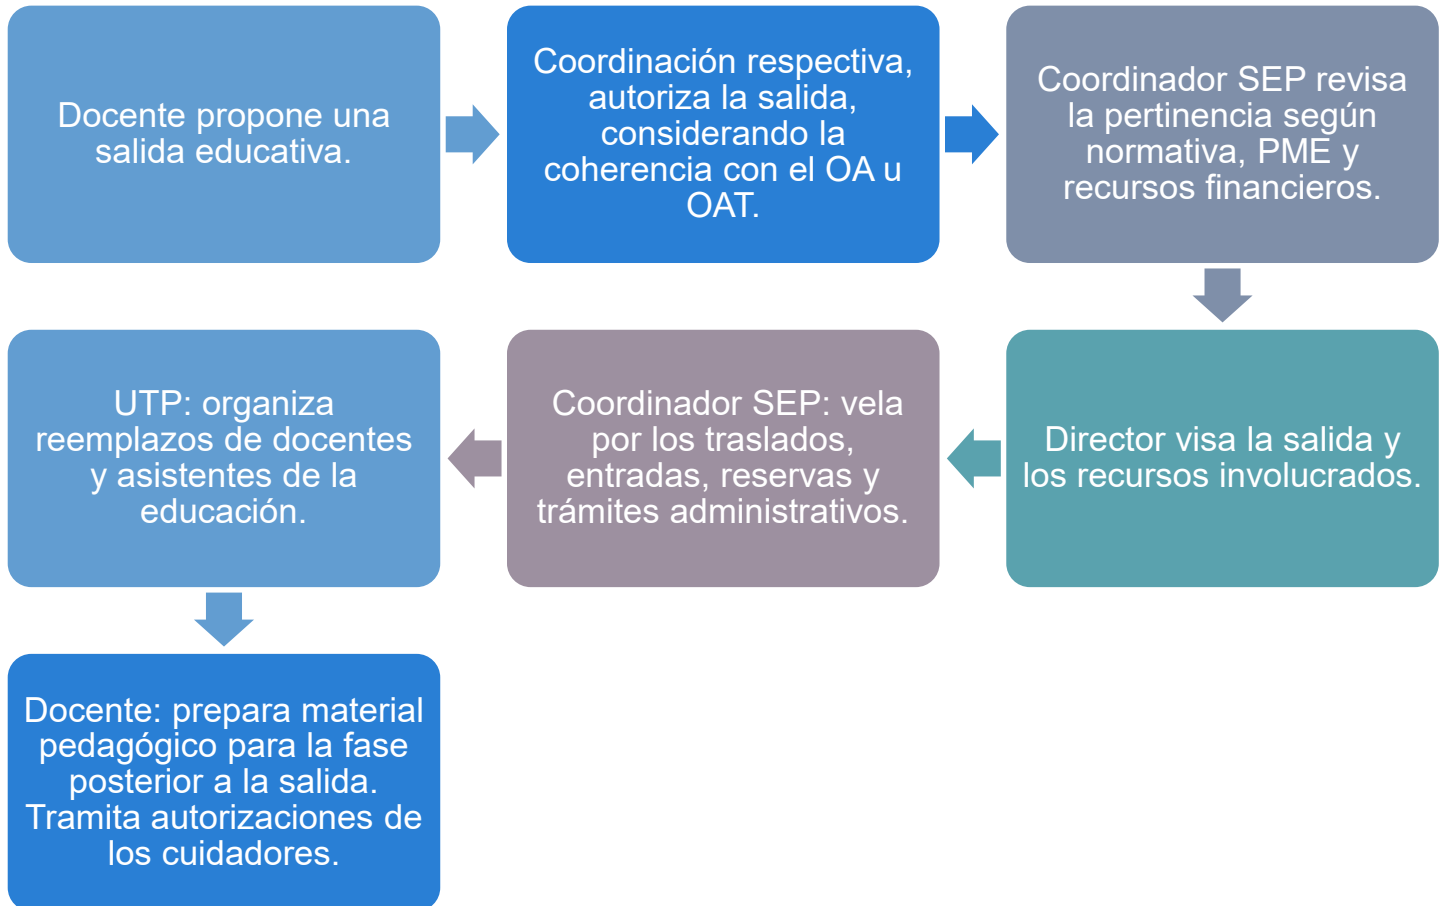 Docente propone una
salida educativa.
Coordinación respectiva,
autoriza la salida,
considerando la
coherencia con el OA u
OAT.
Coordinador SEP revisa
la pertinencia según
normativa, PME y
recursos financieros.
Director visa la salida y
los recursos involucrados.
Coordinador SEP: vela
por los traslados,
entradas, reservas y
trámites administrativos.
UTP: organiza
reemplazos de docentes
y asistentes de la
educación.
Docente: prepara material
pedagógico para la fase
posterior a la salida.
Tramita autorizaciones de
los cuidadores.